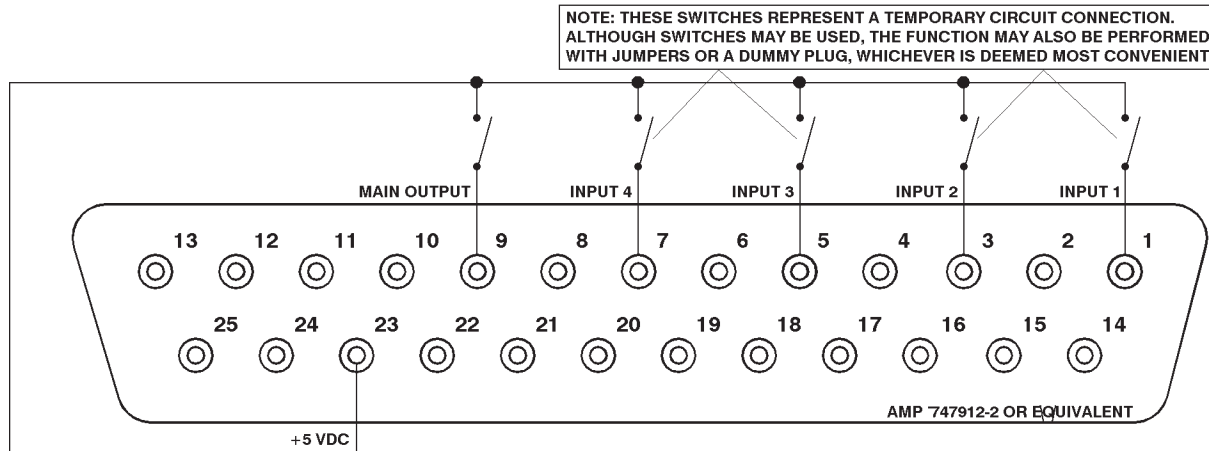 NOTE: THESE SWITCHES REPRESENT A TEMPORARY CIRCUIT CONNECTION.
ALTHOUGH SWITCHES MAY BE USED, THE FUNCTION MAY ALSO BE PERFORMED
WITH JUMPERS OR A DUMMY PLUG, WHICHEVER IS DEEMED MOST CONVENIENT
MAIN OUTPUT INPUT 4 INPUT 3 INPUT 2 INPUT 1
13 12 11 10 9 8 7 6 5 4 3 2 1
25 24 23 22 21 20 19 18 17 16 15 14
AMP 747912-2 OR EQUIVALENT
+5 VDC